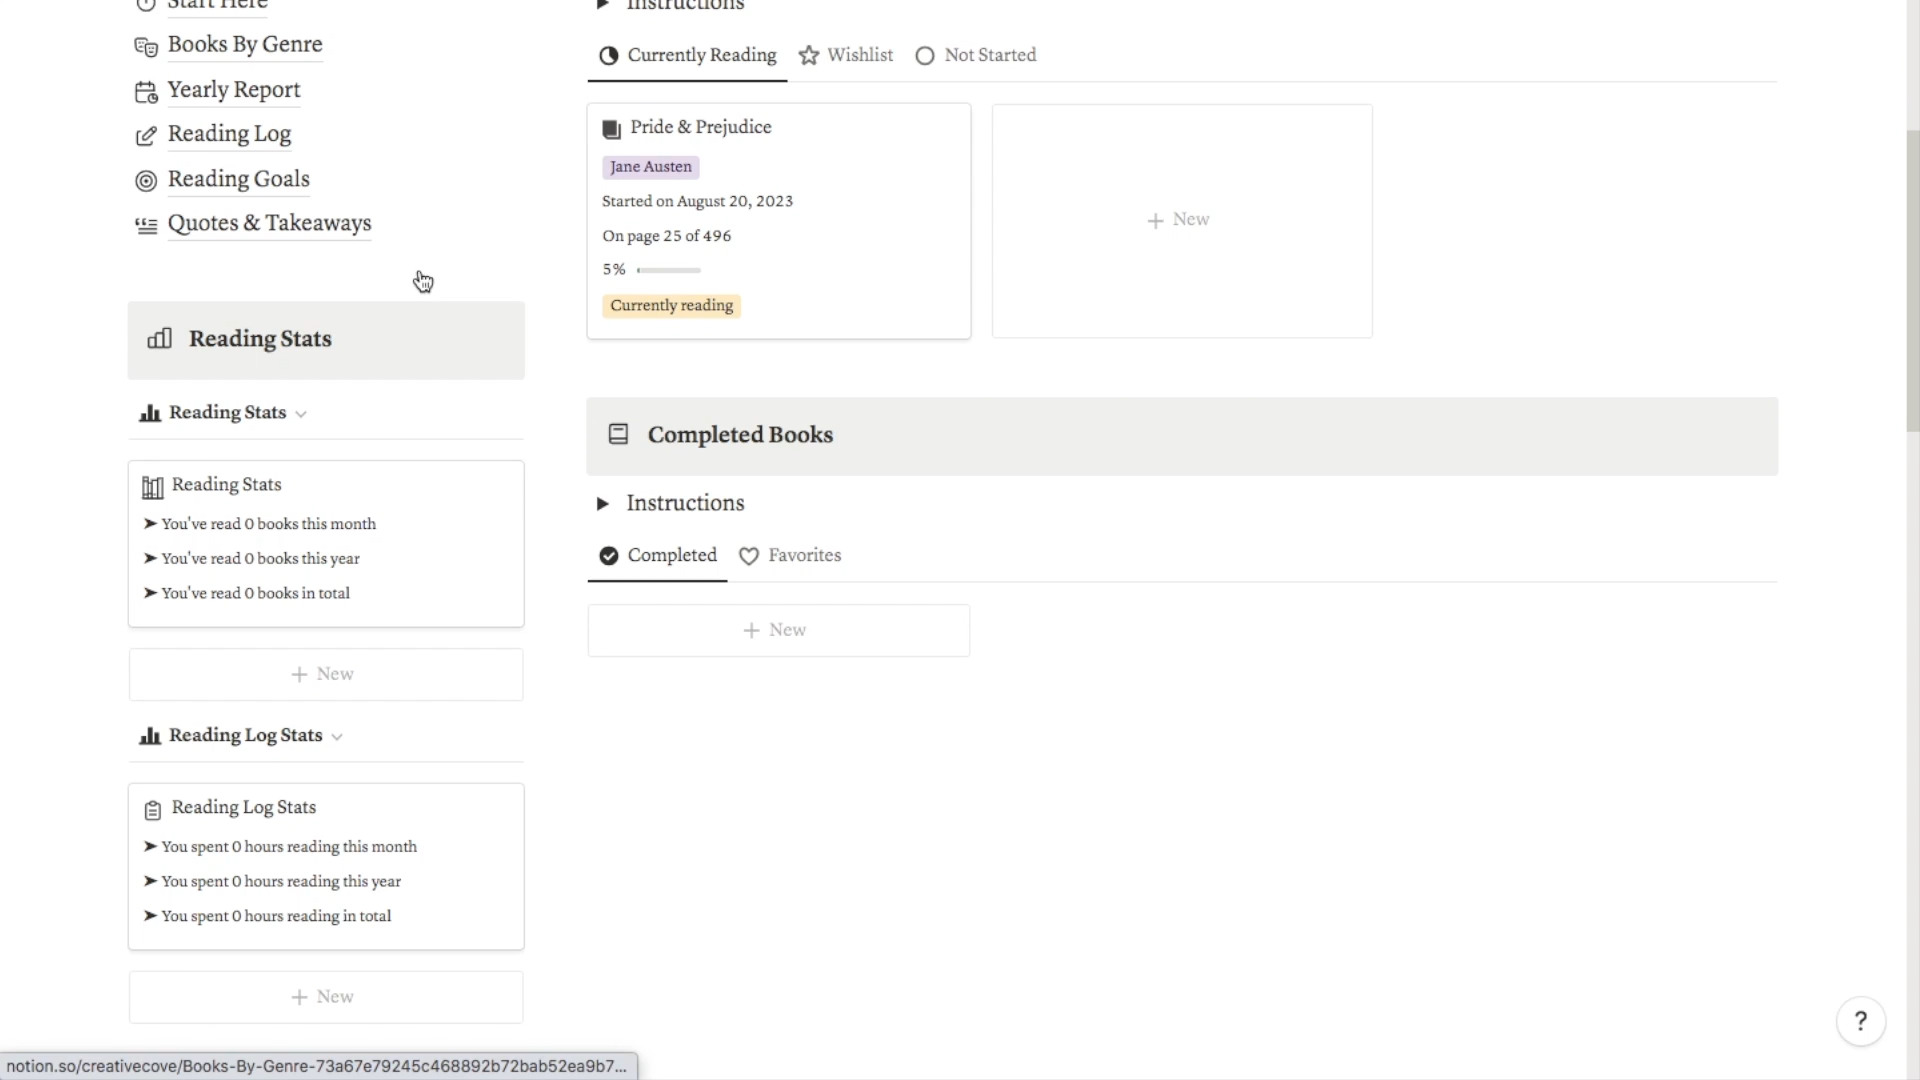 Start Here
Books By Genre
Yearly Report
Reading Log
Reading Goals
Quotes & Takeaways
Reading Stats
Reading Stats
Reading Stats
➤ You've read 0 books this month
➤ You've read 0 books this year
➤ You've read 0 books in total
+ New
Reading Log Stats
Reading Log Stats
➤ You spent 0 hours reading this month
➤ You spent 0 hours reading this year
➤ You spent 0 hours reading in total
+ New
Instructions
Currently Reading Wishlist Not Started
Pride & Prejudice
Jane Austen
Started on August 20, 2023
On page 25 of 496
5%
Currently reading
+ New
Completed Books
Instructions
Completed Favorites
+ New
?
notion.so/creativecove/Books-By-Genre-73a67e79245c468892b72bab52ea9b7...